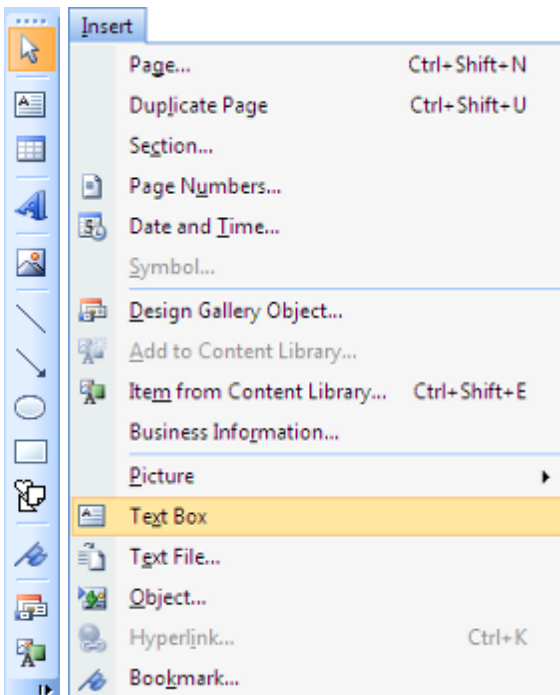 Insert
Page... Ctrl+Shift+N
Duplicate Page Ctrl+Shift+U
Section...
Page Numbers...
Date and Time...
Symbol...
Design Gallery Object...
Add to Content Library...
Item from Content Library... Ctrl+Shift+E
Business Information...
Picture
Text Box
Text File...
Object...
Hyperlink... Ctrl+K
Bookmark...